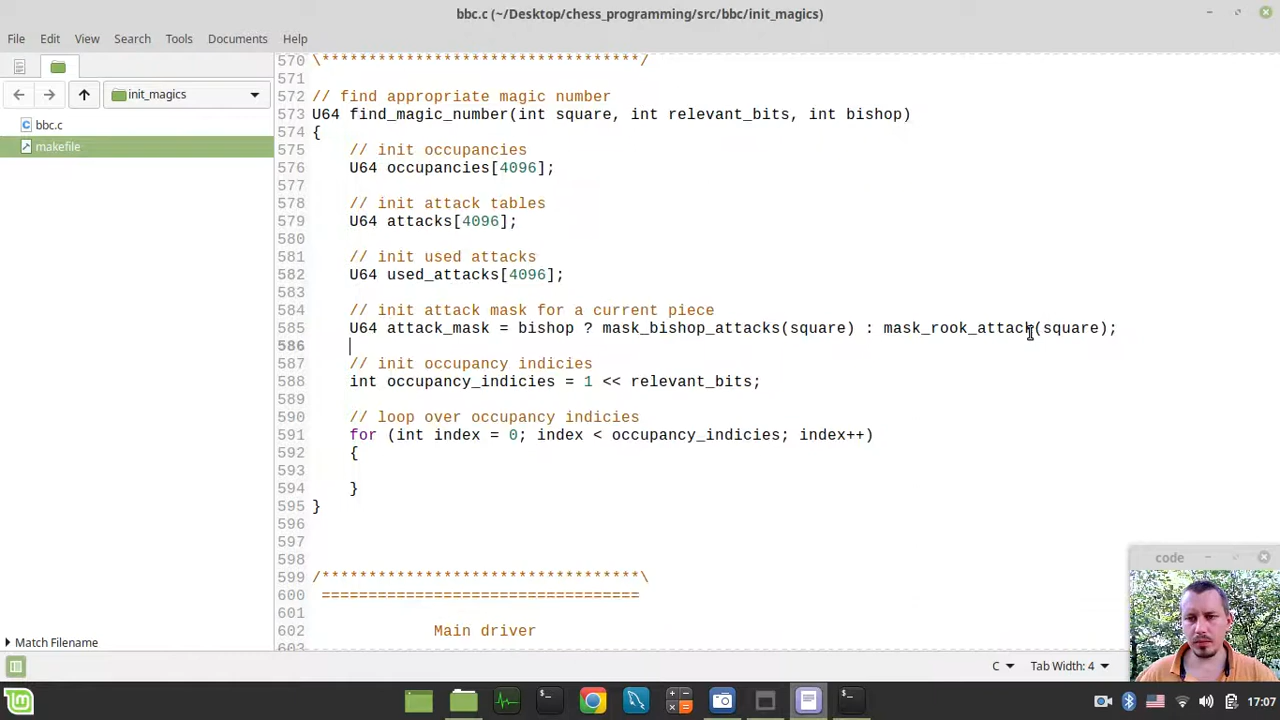 bbc.c (~/Desktop/chess_programming/src/bbc/init_magics)
File Edit View Search Tools Documents Help
init_magics
bbc.c
makefile
570 \**********************************/
571
572 // find appropriate magic number
573 U64 find_magic_number(int square, int relevant_bits, int bishop)
574 {
575 // init occupancies
576 U64 occupancies[4096];
577
578 // init attack tables
579 U64 attacks[4096];
580
581 // init used attacks
582 U64 used_attacks[4096];
583
584 // init attack mask for a current piece
585 U64 attack_mask = bishop ? mask_bishop_attacks(square) : mask_rook_attack(square);
586
587 // init occupancy indicies
588 int occupancy_indicies = 1 << relevant_bits;
589
590 // loop over occupancy indicies
591 for (int index = 0; index < occupancy_indicies; index++)
592 {
593
594 }
595 }
596
597
598
599 /**********************************\
600 ==================================
601
602 Main driver
603
Match Filename
code
C Tab Width: 4
17:07